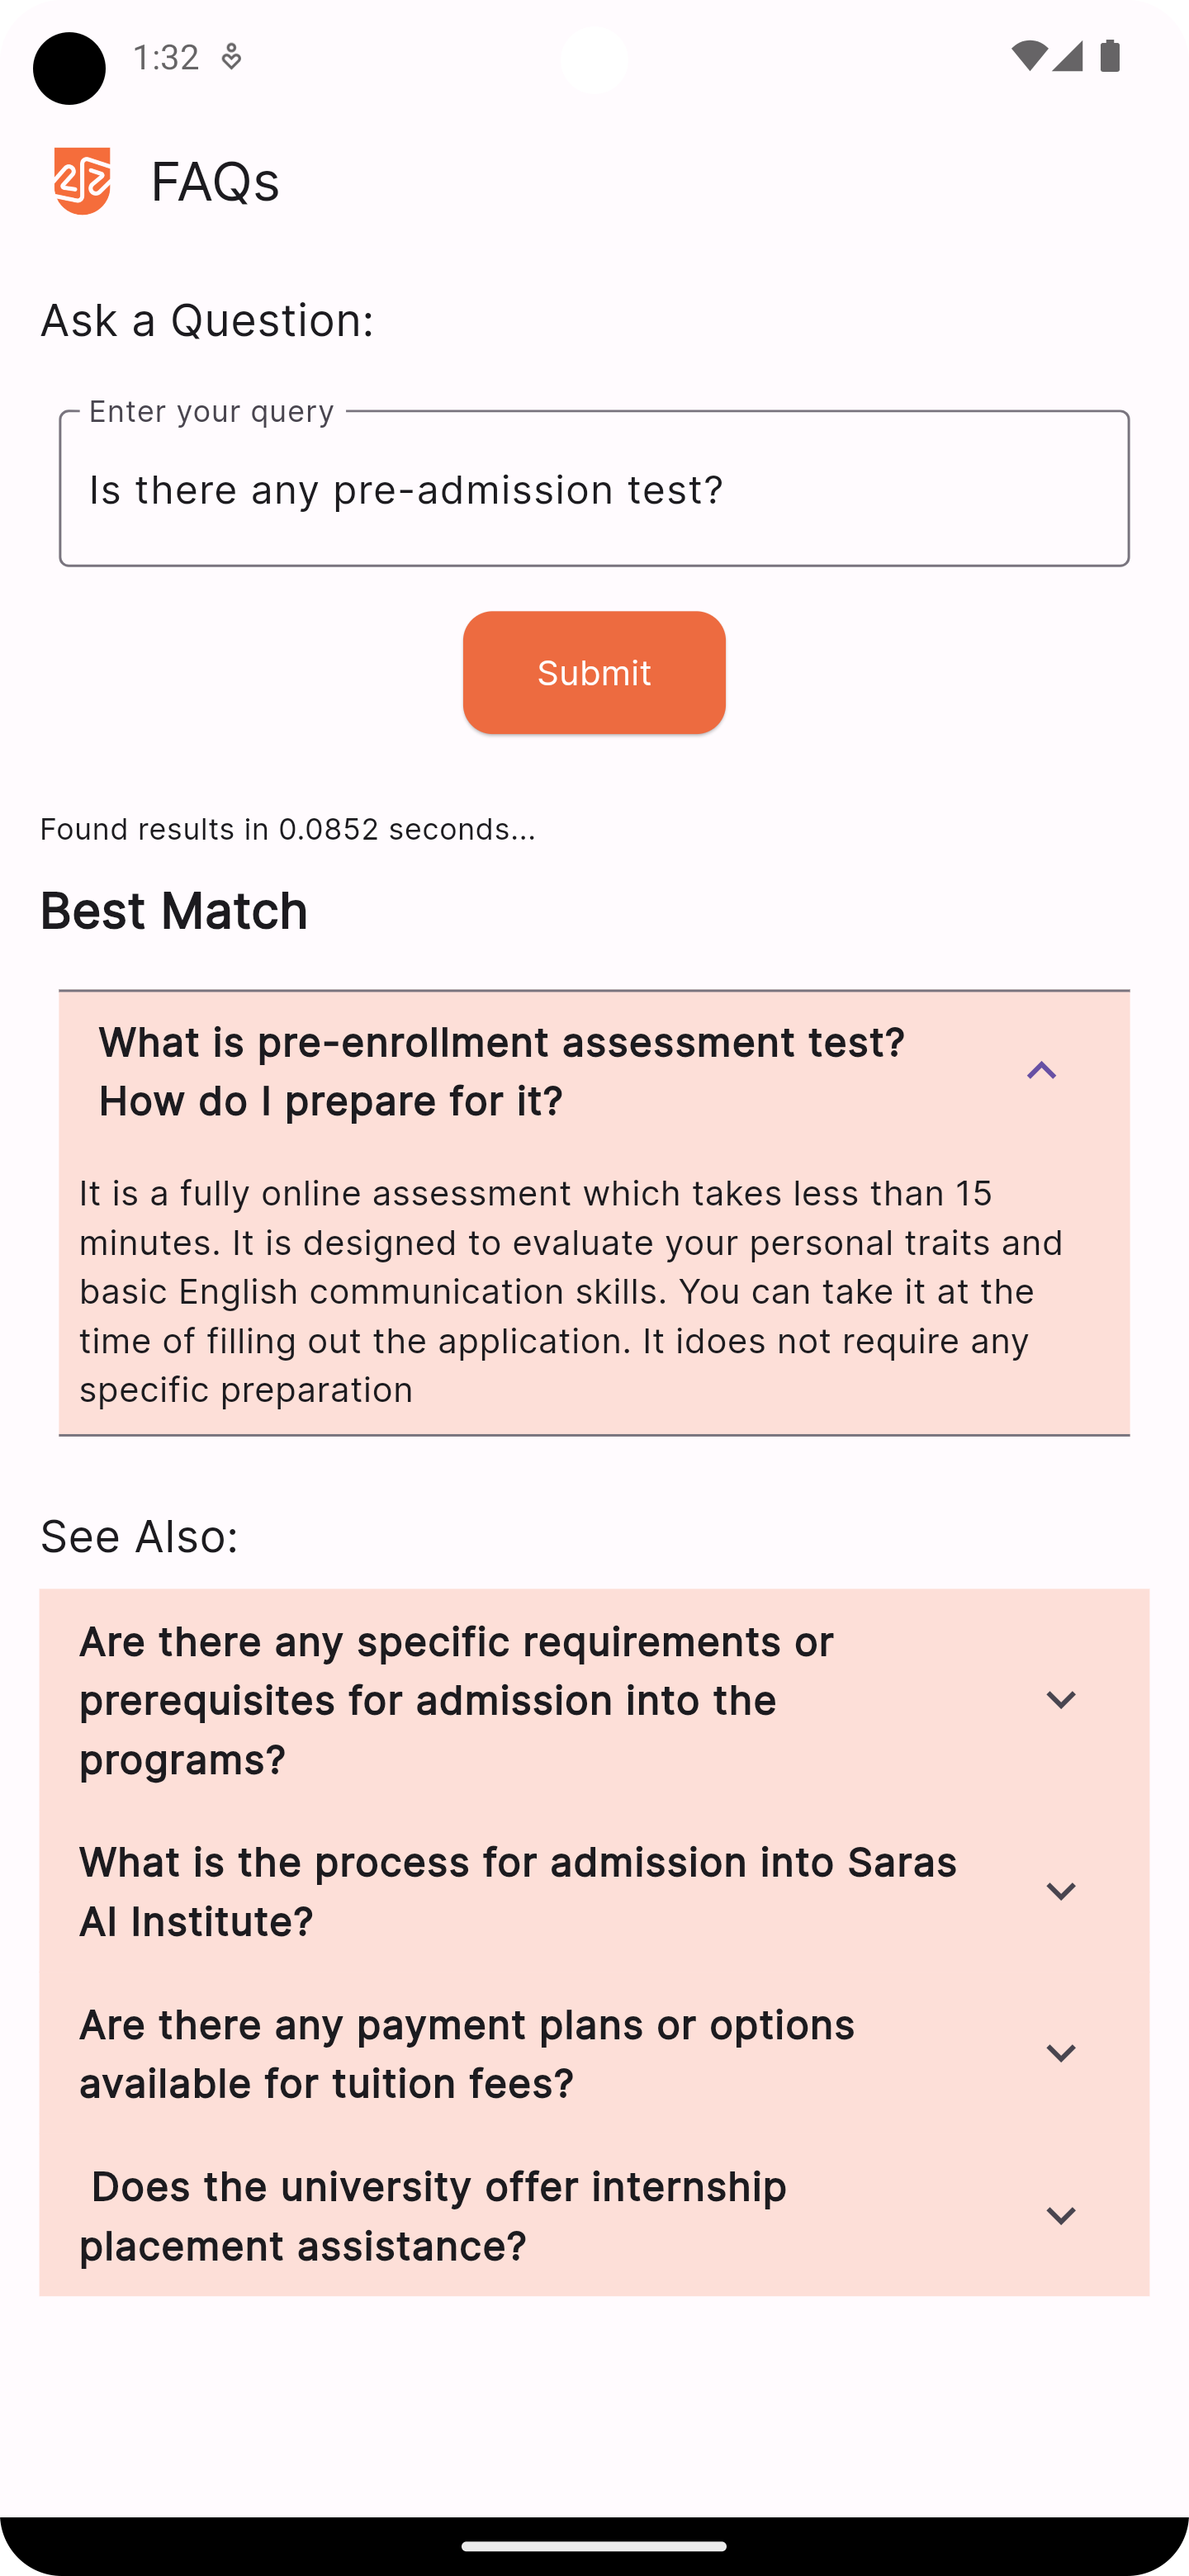 1:32
FAQs
Ask a Question:
Enter your query
Is there any pre-admission test?
Submit
Found results in 0.0852 seconds...
Best Match
What is pre-enrollment assessment test?
How do I prepare for it?
It is a fully online assessment which takes less than 15
minutes. It is designed to evaluate your personal traits and
basic English communication skills. You can take it at the
time of filling out the application. It idoes not require any
specific preparation
See Also:
Are there any specific requirements or
prerequisites for admission into the
programs?
What is the process for admission into Saras
AI Institute?
Are there any payment plans or options
available for tuition fees?
Does the university offer internship
placement assistance?